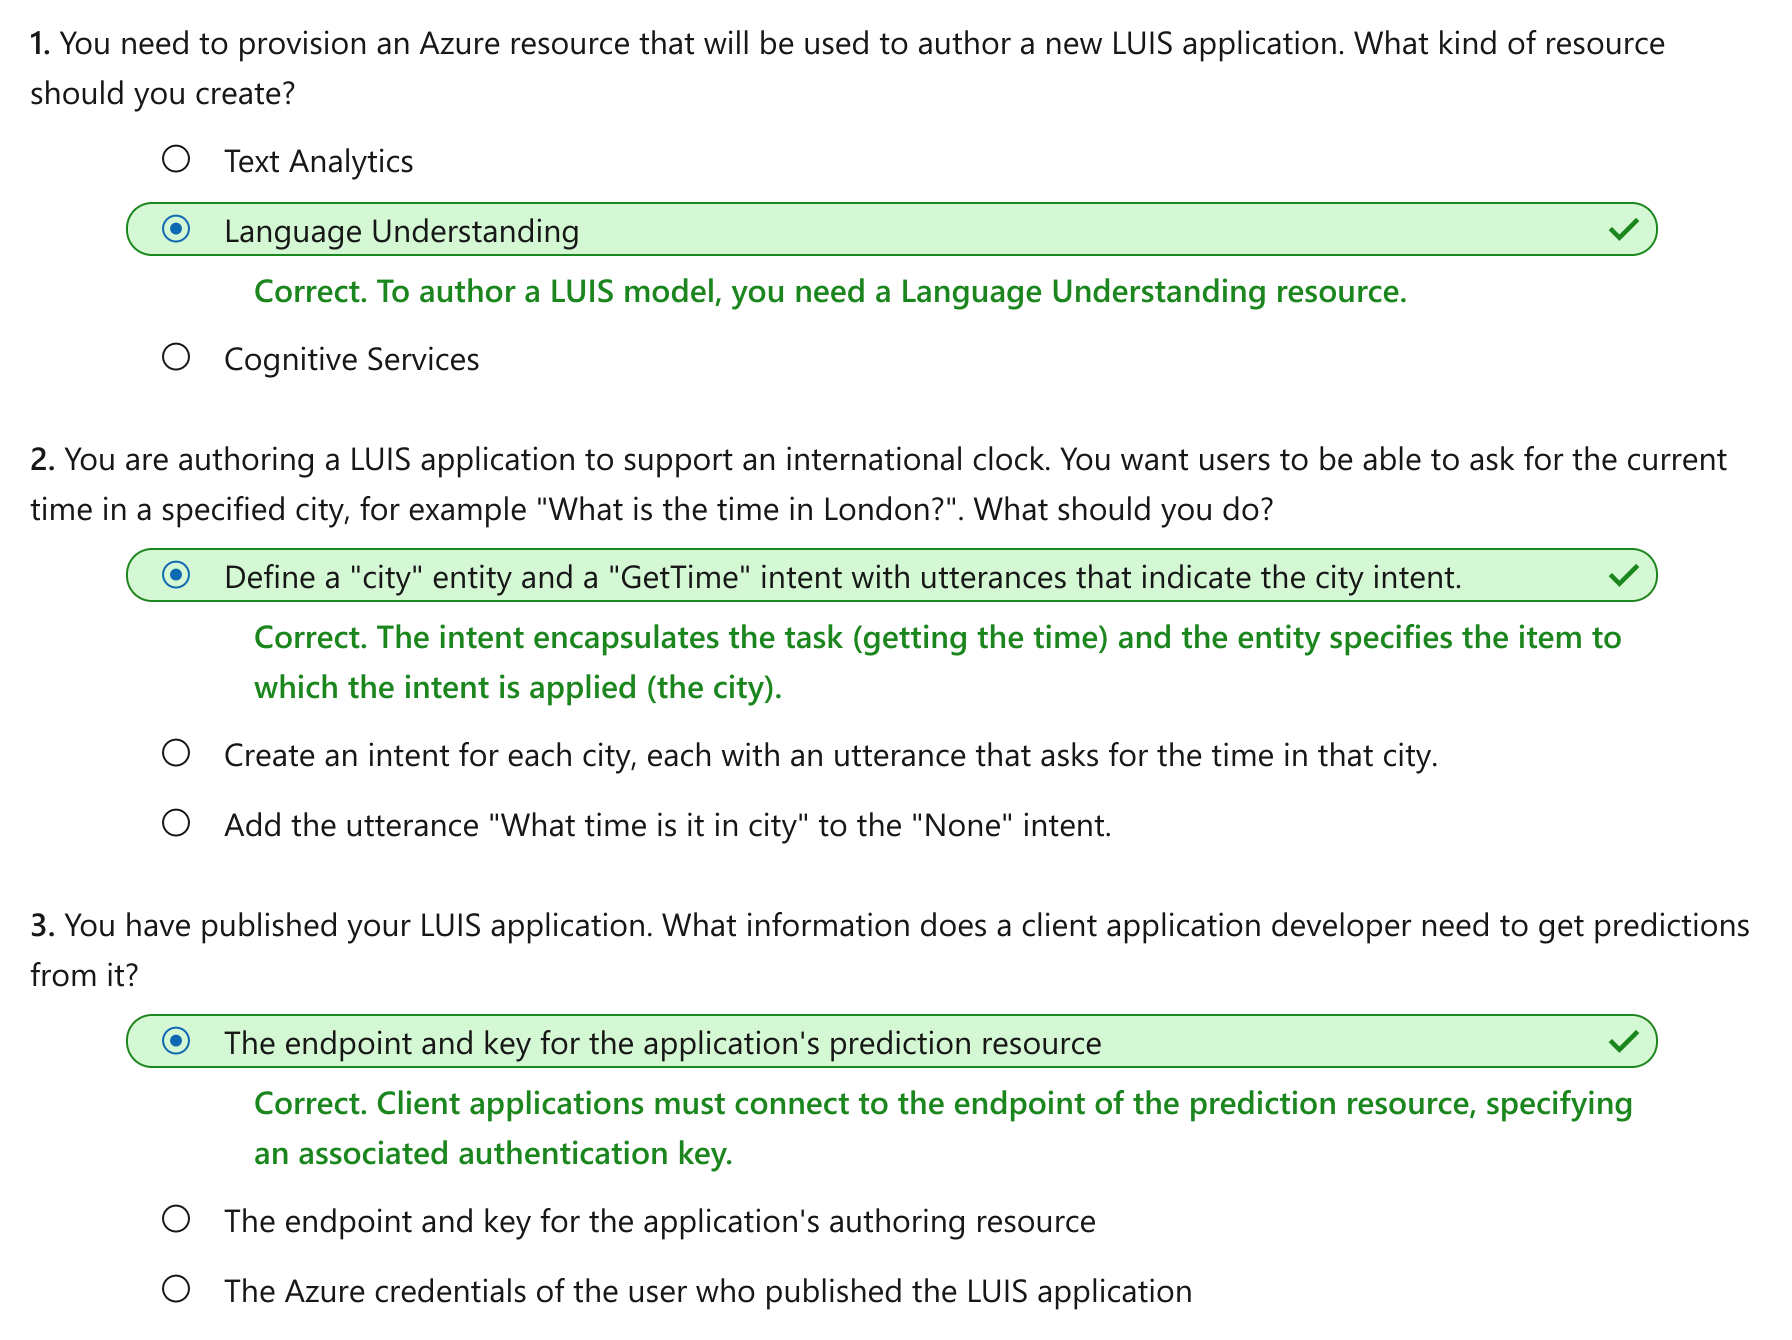 1. You need to provision an Azure resource that will be used to author a new LUIS application. What kind of resource
should you create?
Text Analytics
Language Understanding
Correct. To author a LUIS model, you need a Language Understanding resource.
Cognitive Services
2. You are authoring a LUIS application to support an international clock. You want users to be able to ask for the current
time in a specified city, for example "What is the time in London?". What should you do?
Define a "city" entity and a "GetTime" intent with utterances that indicate the city intent.
Correct. The intent encapsulates the task (getting the time) and the entity specifies the item to
which the intent is applied (the city).
Create an intent for each city, each with an utterance that asks for the time in that city.
Add the utterance "What time is it in city" to the "None" intent.
3. You have published your LUIS application. What information does a client application developer need to get predictions
from it?
The endpoint and key for the application's prediction resource
Correct. Client applications must connect to the endpoint of the prediction resource, specifying
an associated authentication key.
The endpoint and key for the application's authoring resource
The Azure credentials of the user who published the LUIS application